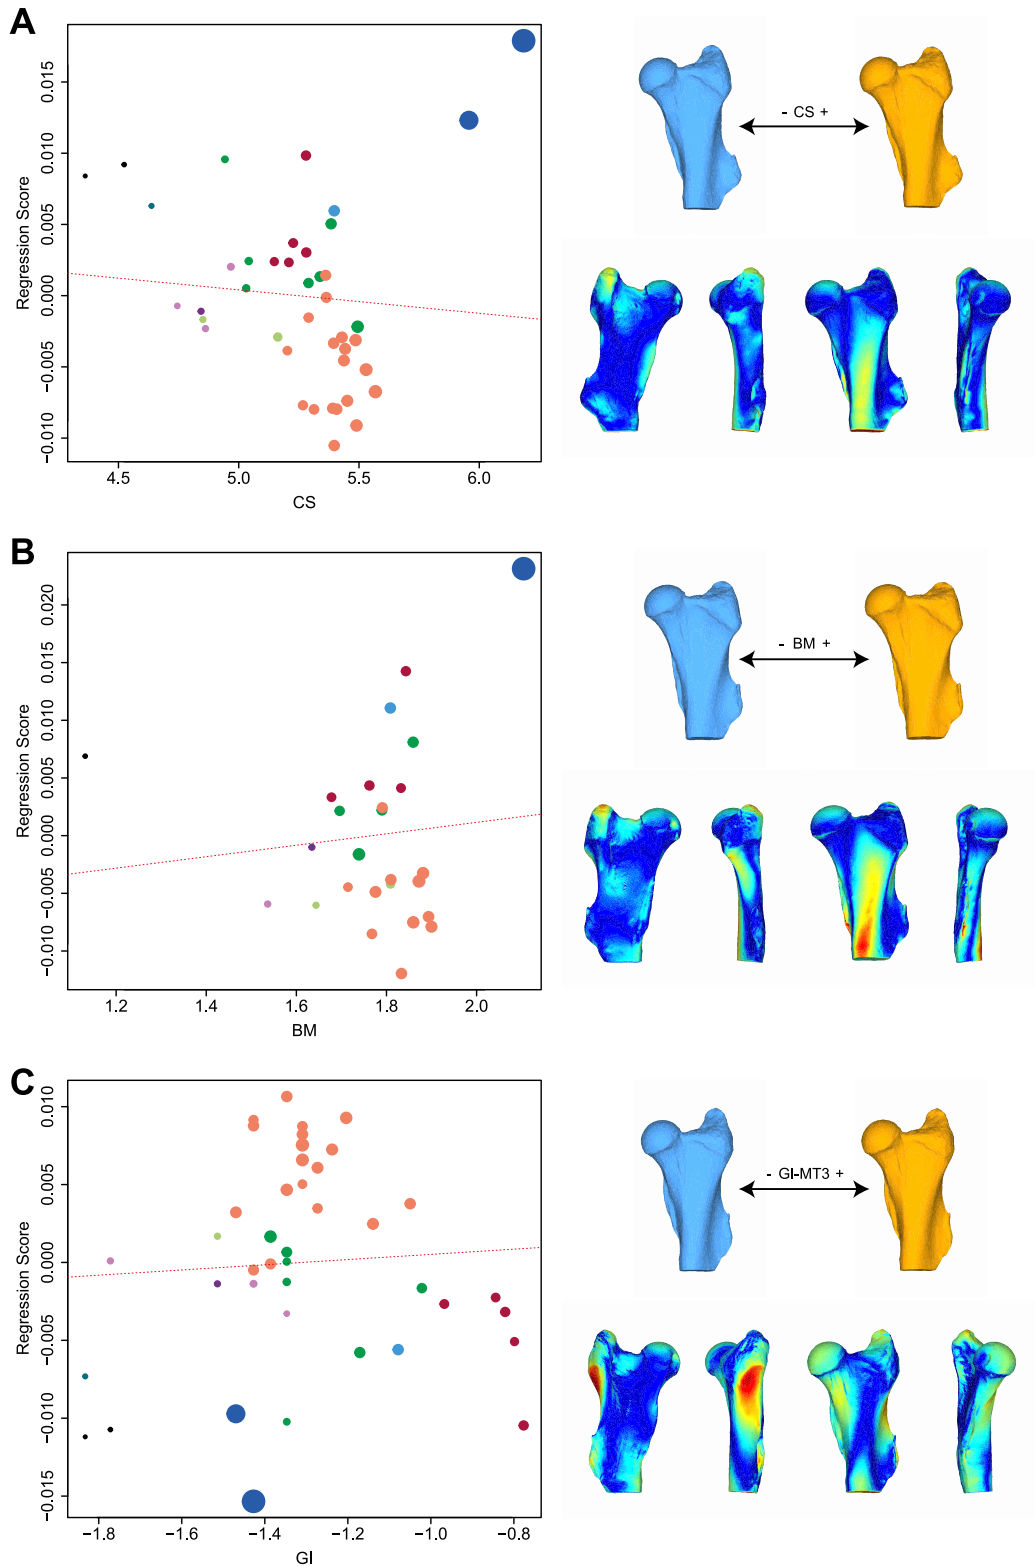 A
Regression Score
0.015
0.010
0.005
0.000
−0.005
−0.010
4.5 5.0 5.5 6.0
CS
- CS +
B
Regression Score
0.020
0.015
0.010
0.005
0.000
−0.005
−0.010
1.2 1.4 1.6 1.8 2.0
BM
- BM +
C
Regression Score
0.010
0.005
0.000
−0.005
−0.010
−0.015
−1.8 −1.6 −1.4 −1.2 −1.0 −0.8
GI
- GI-MT3 +